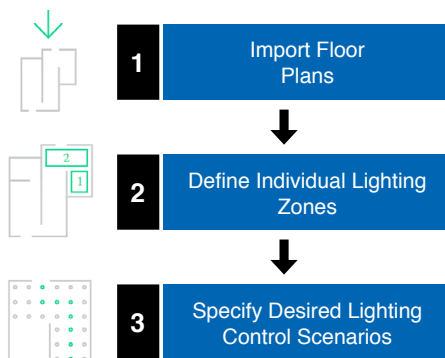 1
Import Floor
Plans
2
1
2
Define Individual Lighting
Zones
3
Specify Desired Lighting
Control Scenarios